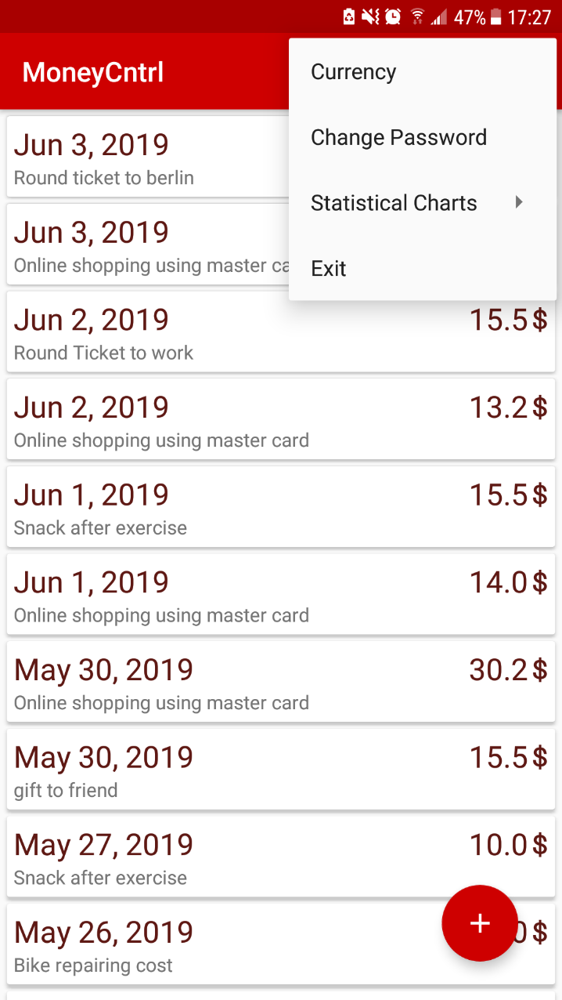 47% 17:27
MoneyCntrl
Currency
Change Password
Statistical Charts
Exit
Jun 3, 2019
Round ticket to berlin
Jun 3, 2019
Online shopping using master
Jun 2, 2019 15.5$
Round Ticket to work
Jun 2, 2019 13.2$
Online shopping using master card
Jun 1, 2019 15.5$
Snack after exercise
Jun 1, 2019 14.0$
Online shopping using master card
May 30, 2019 30.2$
Online shopping using master card
May 30, 2019 15.5$
gift to friend
May 27, 2019 10.0$
Snack after exercise
May 26, 2019 $
Bike repairing cost
+